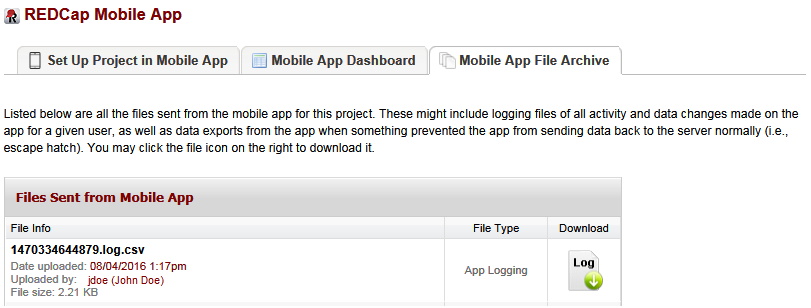 REDCap Mobile App
Set Up Project in Mobile App Mobile App Dashboard Mobile App File Archive
Listed below are all the files sent from the mobile app for this project. These might include logging files of all activity and data changes made on the
app for a given user, as well as data exports from the app when something prevented the app from sending data back to the server normally (i.e.,
escape hatch). You may click the file icon on the right to download it.
Files Sent from Mobile App
File Info File Type Download
1470334644879.log.csv
Date uploaded: 08/04/2016 1:17pm
Uploaded by: jdoe (John Doe)
File size: 2.21 KB
App Logging
Log